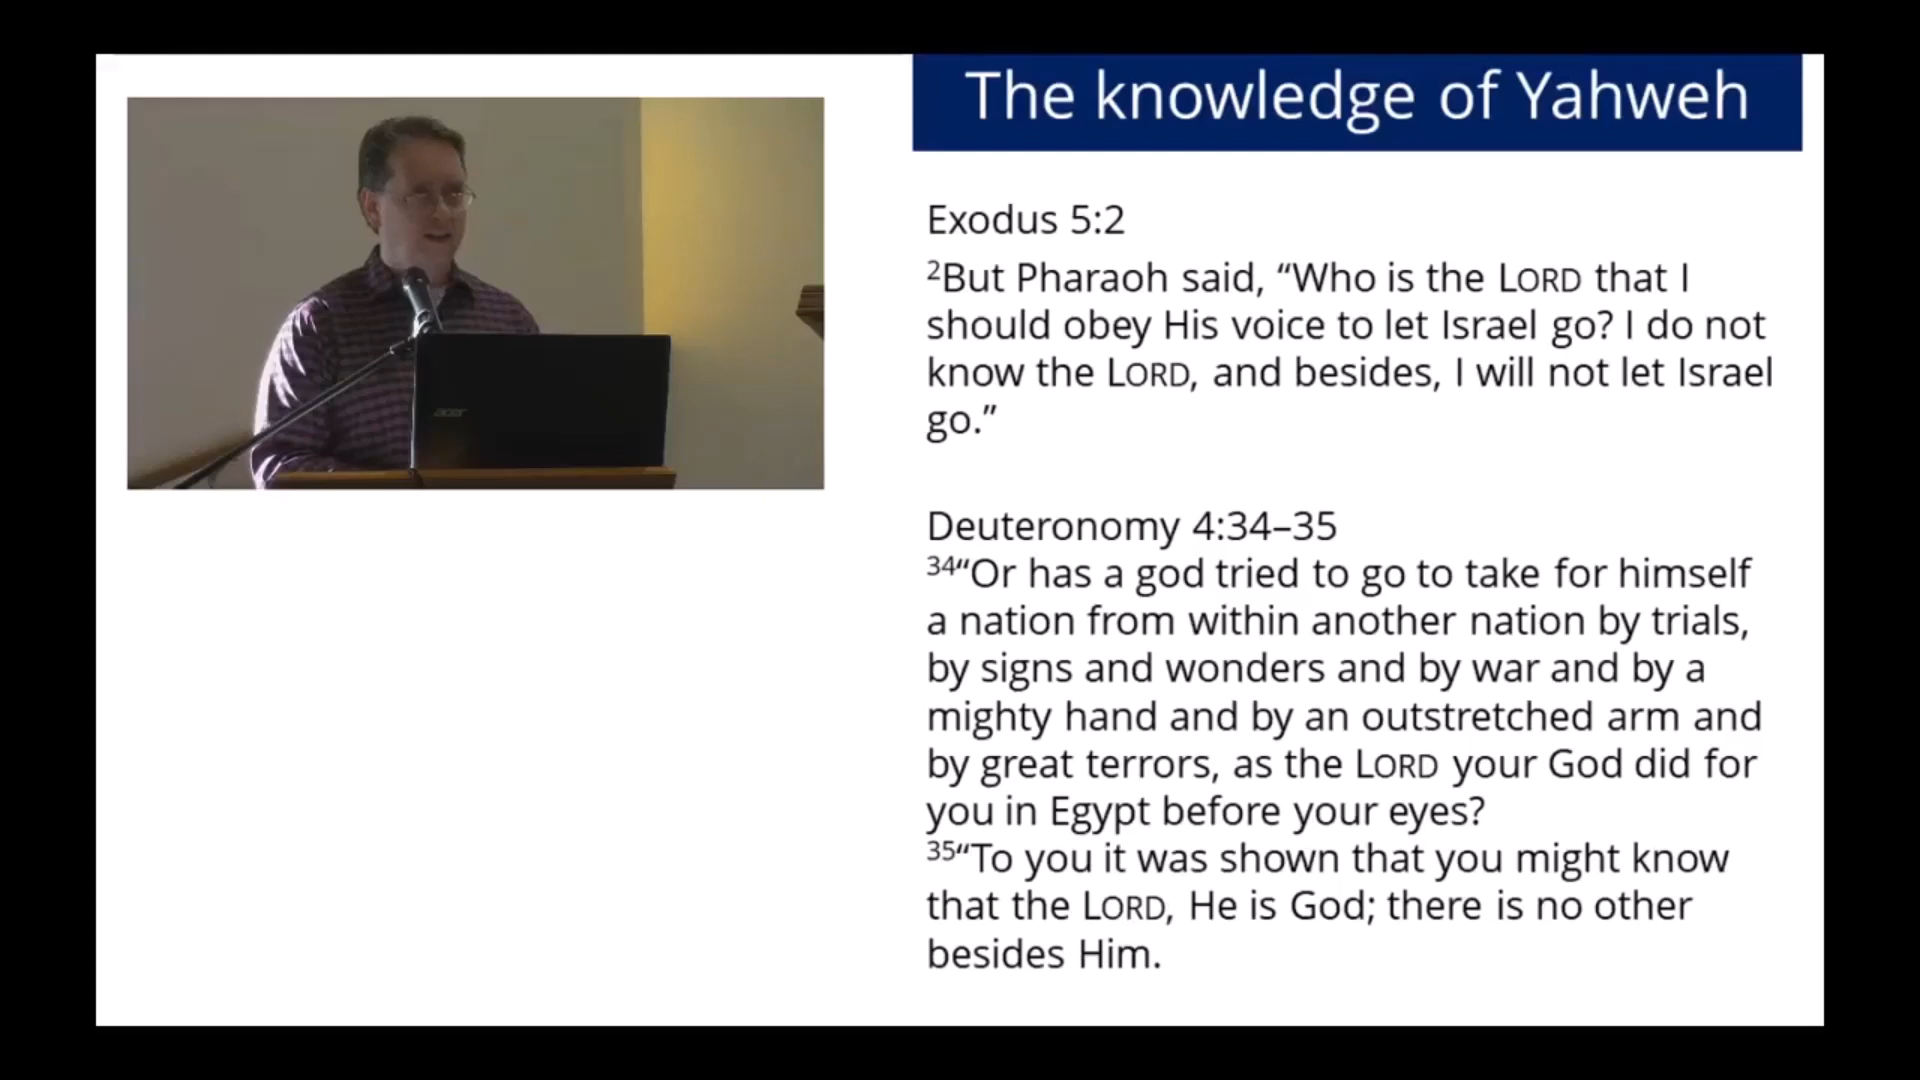 The knowledge of Yahweh
Exodus 5:2
²But Pharaoh said, “Who is the LORD that I
should obey His voice to let Israel go? I do not
know the LORD, and besides, I will not let Israel
go.”
Deuteronomy 4:34–35
³⁴“Or has a god tried to go to take for himself
a nation from within another nation by trials,
by signs and wonders and by war and by a
mighty hand and by an outstretched arm and
by great terrors, as the LORD your God did for
you in Egypt before your eyes?
³⁵“To you it was shown that you might know
that the LORD, He is God; there is no other
besides Him.
acer